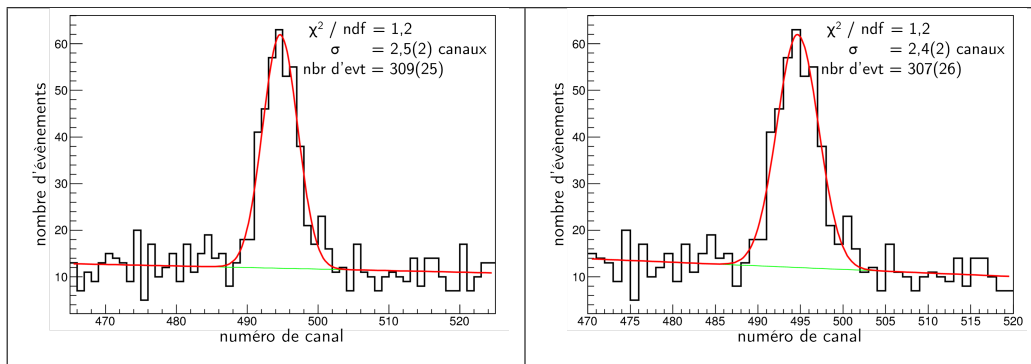 χ² / ndf = 1,2
σ = 2,5(2) canaux
nbr d'evt = 309(25)
nombre d'évènements
60
50
40
30
20
10
470 480 490 500 510 520
numéro de canal
χ² / ndf = 1,2
σ = 2,4(2) canaux
nbr d'evt = 307(26)
nombre d'évènements
60
50
40
30
20
10
470 475 480 485 490 495 500 505 510 515 520
numéro de canal